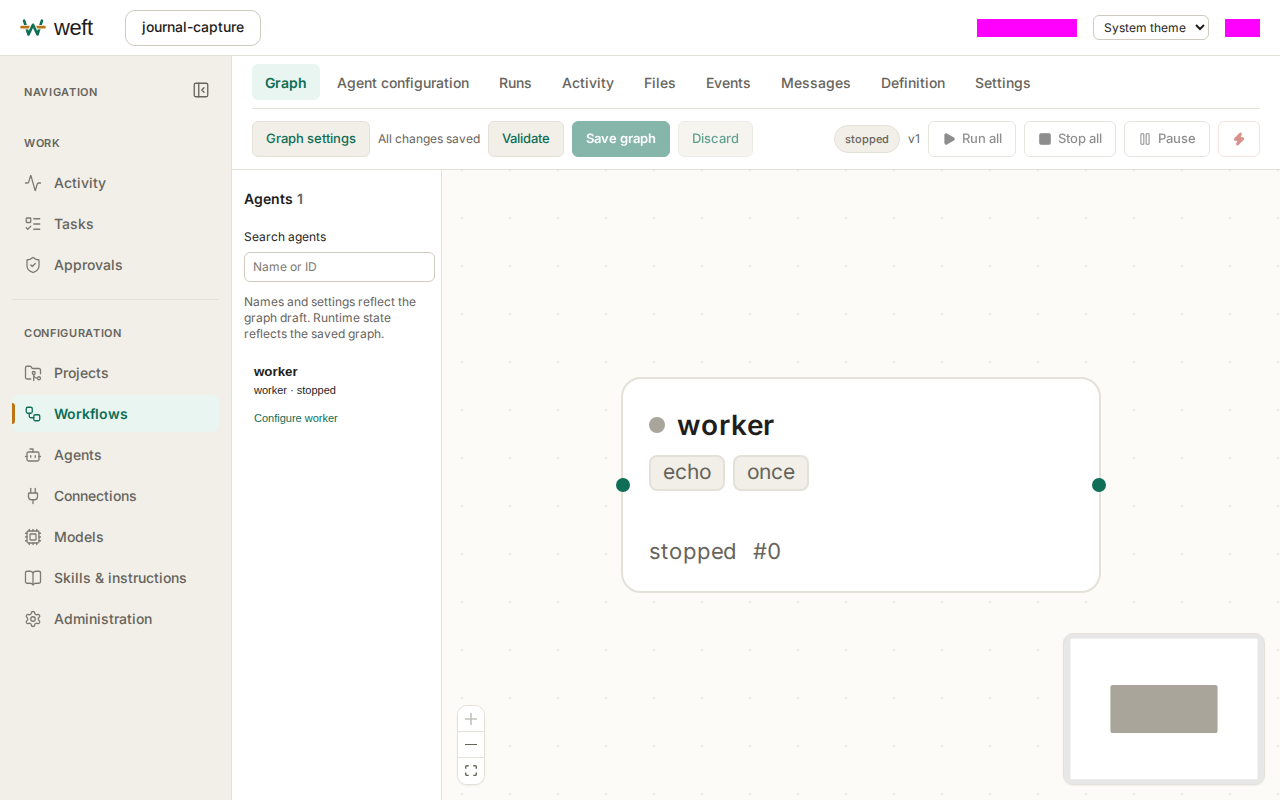 weft
journal-capture
System theme
NAVIGATION
WORK
Activity
Tasks
Approvals
CONFIGURATION
Projects
Workflows
Agents
Connections
Models
Skills & instructions
Administration
Graph
Agent configuration
Runs
Activity
Files
Events
Messages
Definition
Settings
Graph settings
All changes saved
Validate
Save graph
Discard
stopped
v1
Run all
Stop all
Pause
Agents 1
Search agents
Name or ID
Names and settings reflect the
graph draft. Runtime state
reflects the saved graph.
worker
worker · stopped
Configure worker
worker
echo
once
stopped #0